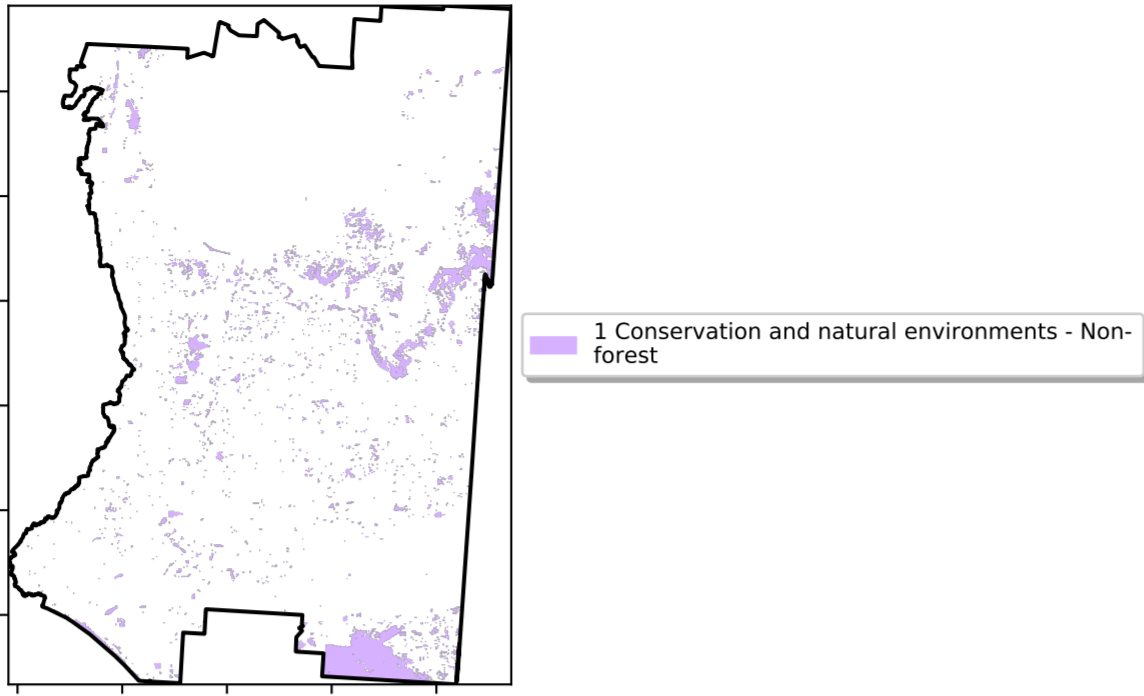 1 Conservation and natural environments - Non-
forest